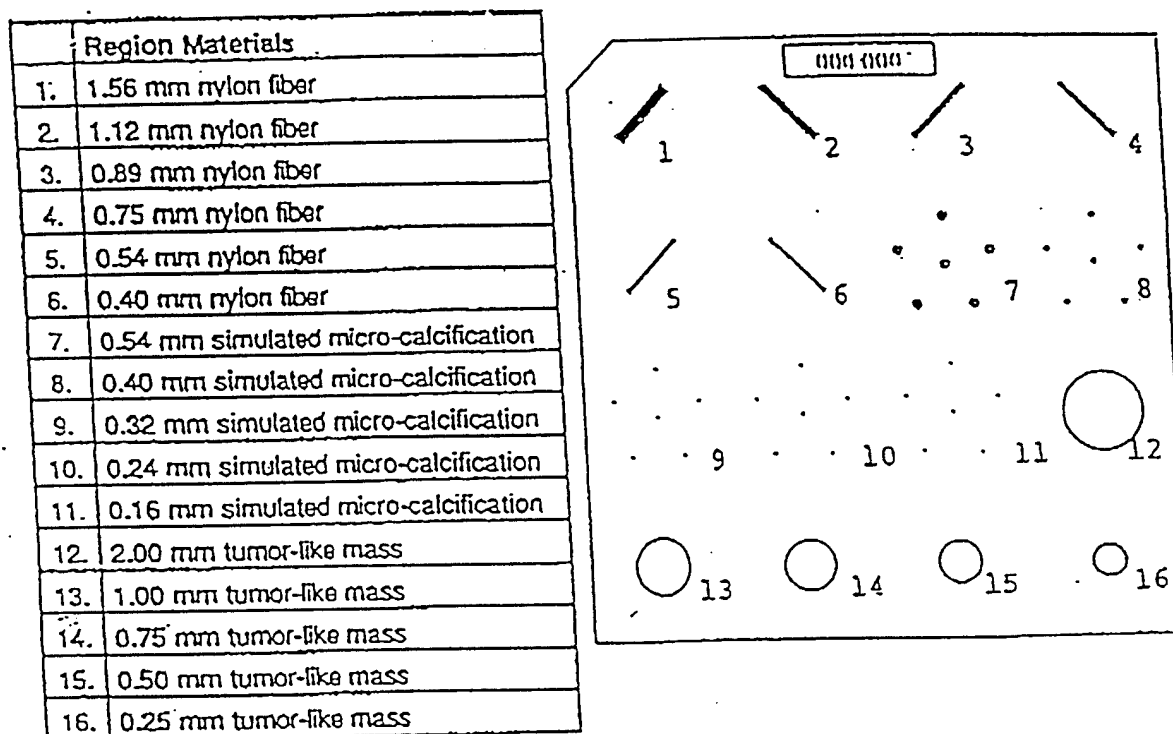 Region Materials
1. 1.56 mm nylon fiber
2. 1.12 mm nylon fiber
3. 0.89 mm nylon fiber
4. 0.75 mm nylon fiber
5. 0.54 mm nylon fiber
6. 0.40 mm nylon fiber
7. 0.54 mm simulated micro-calcification
8. 0.40 mm simulated micro-calcification
9. 0.32 mm simulated micro-calcification
10. 0.24 mm simulated micro-calcification
11. 0.16 mm simulated micro-calcification
12. 2.00 mm tumor-like mass
13. 1.00 mm tumor-like mass
14. 0.75 mm tumor-like mass
15. 0.50 mm tumor-like mass
16. 0.25 mm tumor-like mass
000-000
1 2 3 4
5 6 7 8
9 10 11 12
13 14 15 16